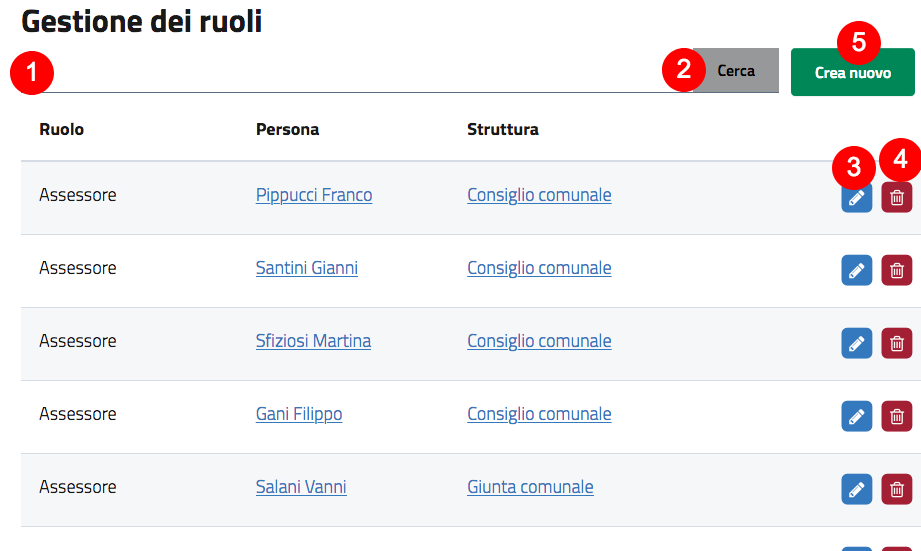 Gestione dei ruoli
1
2 Cerca
5
Crea nuovo
Ruolo Persona Struttura
3 4
Assessore Pippucci Franco Consiglio comunale
Assessore Santini Gianni Consiglio comunale
Assessore Sfiziosi Martina Consiglio comunale
Assessore Gani Filippo Consiglio comunale
Assessore Salani Vanni Giunta comunale